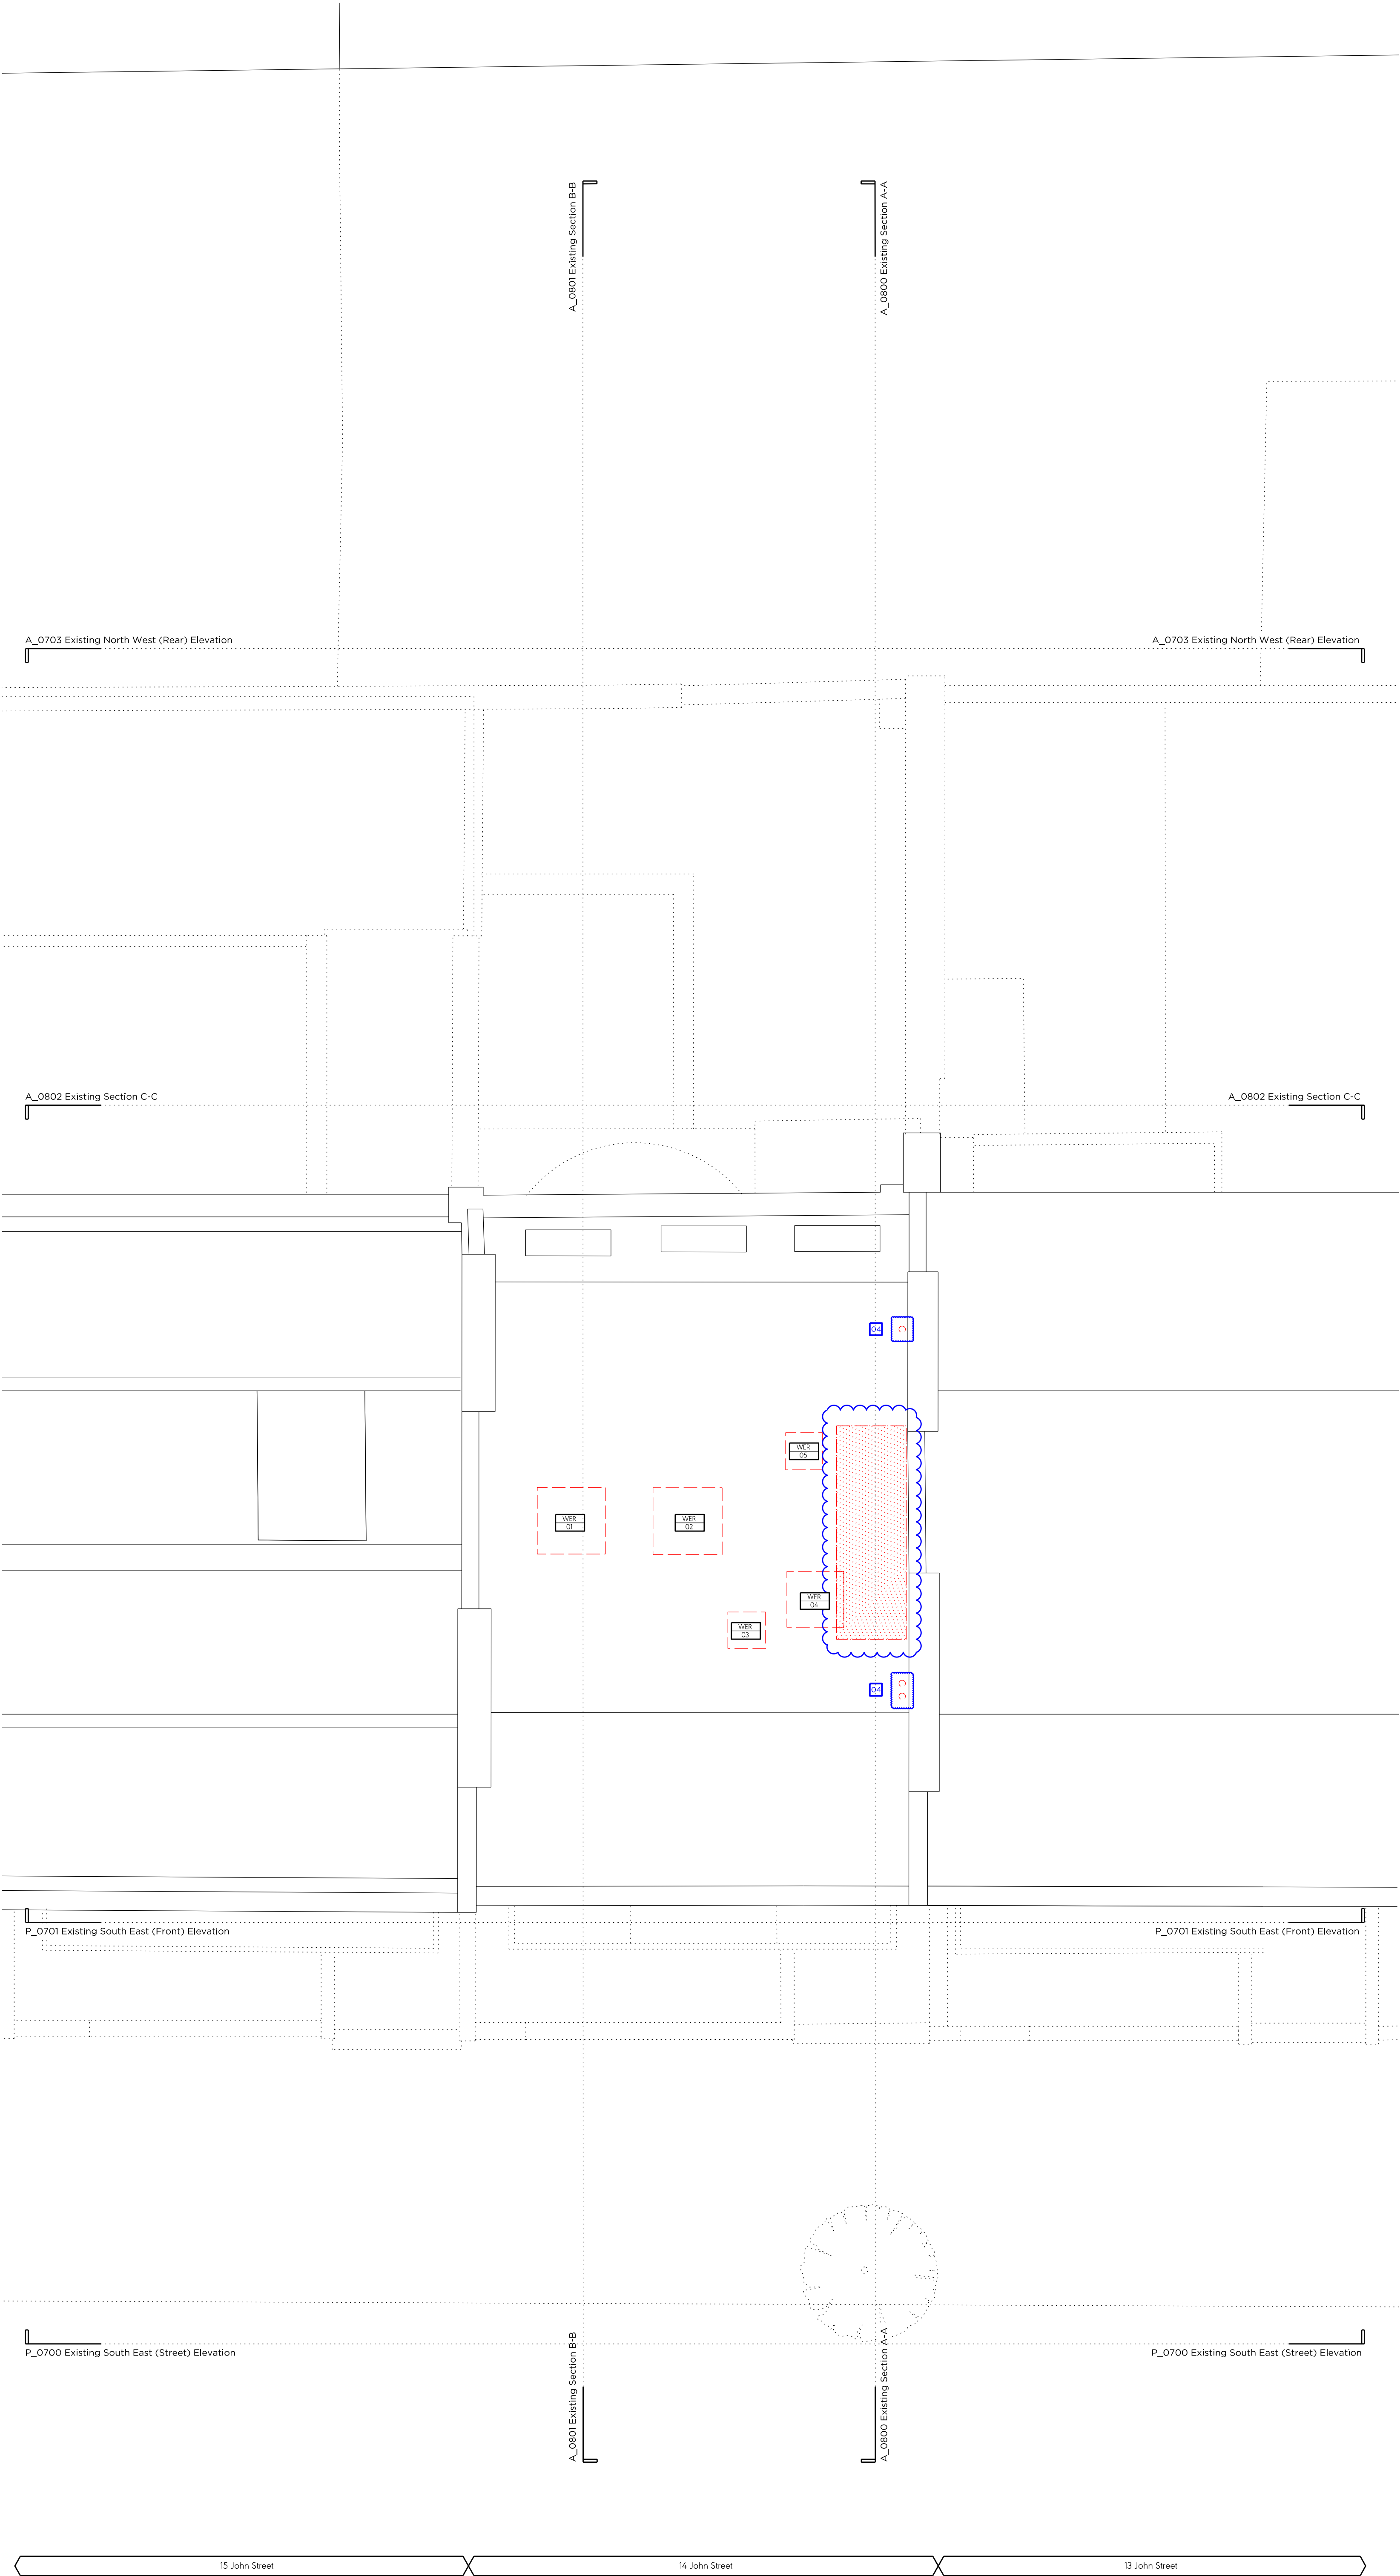 A_0801 Existing Section B-B
A_0800 Existing Section A-A
A_0703 Existing North West (Rear) Elevation
A_0703 Existing North West (Rear) Elevation
A_0802 Existing Section C-C
A_0802 Existing Section C-C
04
C
WER
05
WER
01
WER
02
WER
04
WER
03
04
C
C
P_0701 Existing South East (Front) Elevation
P_0701 Existing South East (Front) Elevation
P_0700 Existing South East (Street) Elevation
P_0700 Existing South East (Street) Elevation
A_0801 Existing Section B-B
A_0800 Existing Section A-A
15 John Street
14 John Street
13 John Street